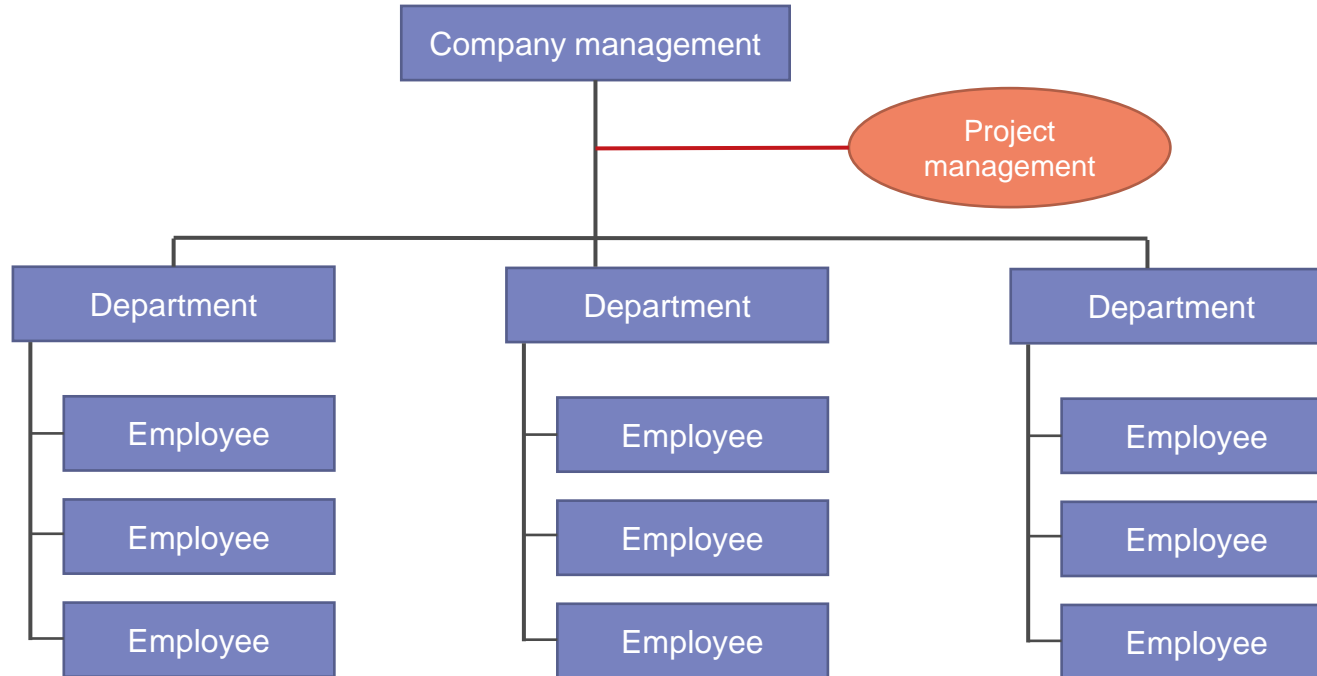 Company management
Project
management
Department
Department
Department
Employee
Employee
Employee
Employee
Employee
Employee
Employee
Employee
Employee